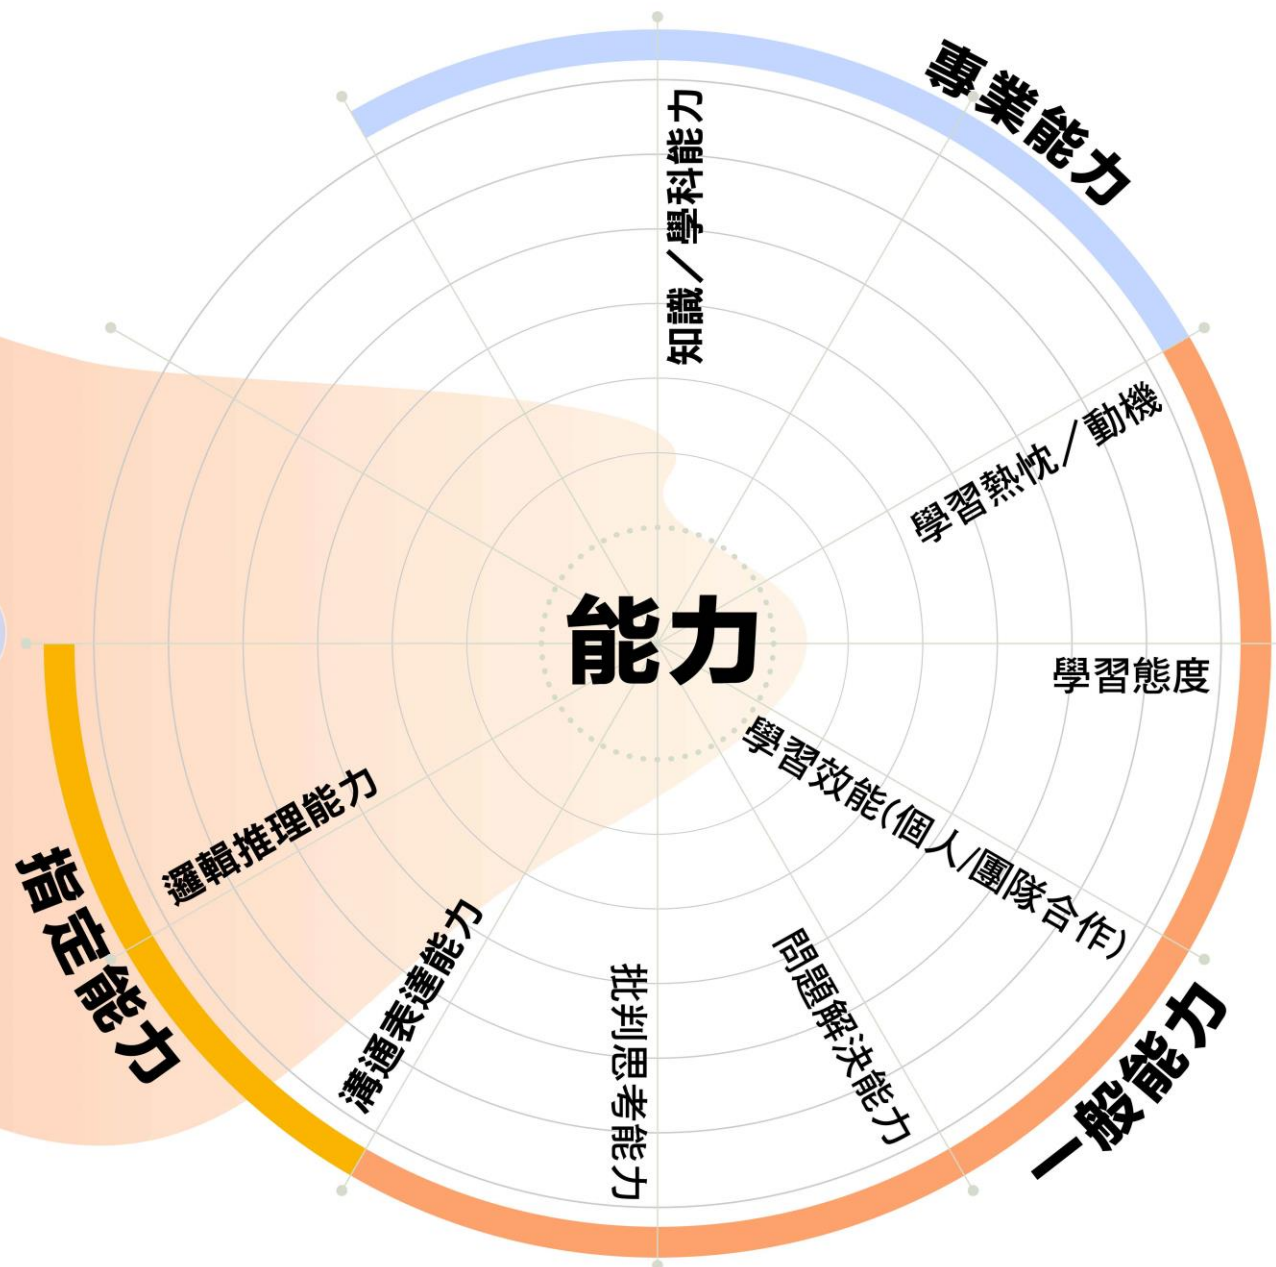 專業能力
知識／學科能力
學習熱忱／動機
學習態度
能力
學習效能(個人/團隊合作)
邏輯推理能力
指定能力
溝通表達能力
批判思考能力
問題解決能力
一般能力